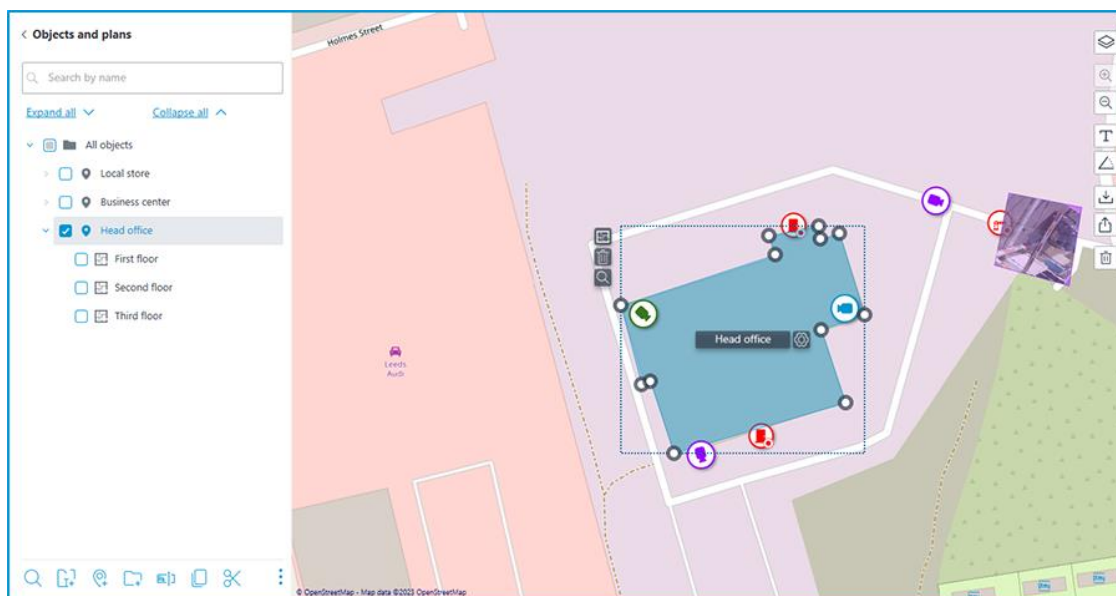 Objects and plans
Search by name
Expand all
Collapse all
All objects
Local store
Business center
Head office
First floor
Second floor
Third floor
Holmes Street
Leeds
Audi
Head office
© OpenStreetMap - Map data ©2023 OpenStreetMap
T